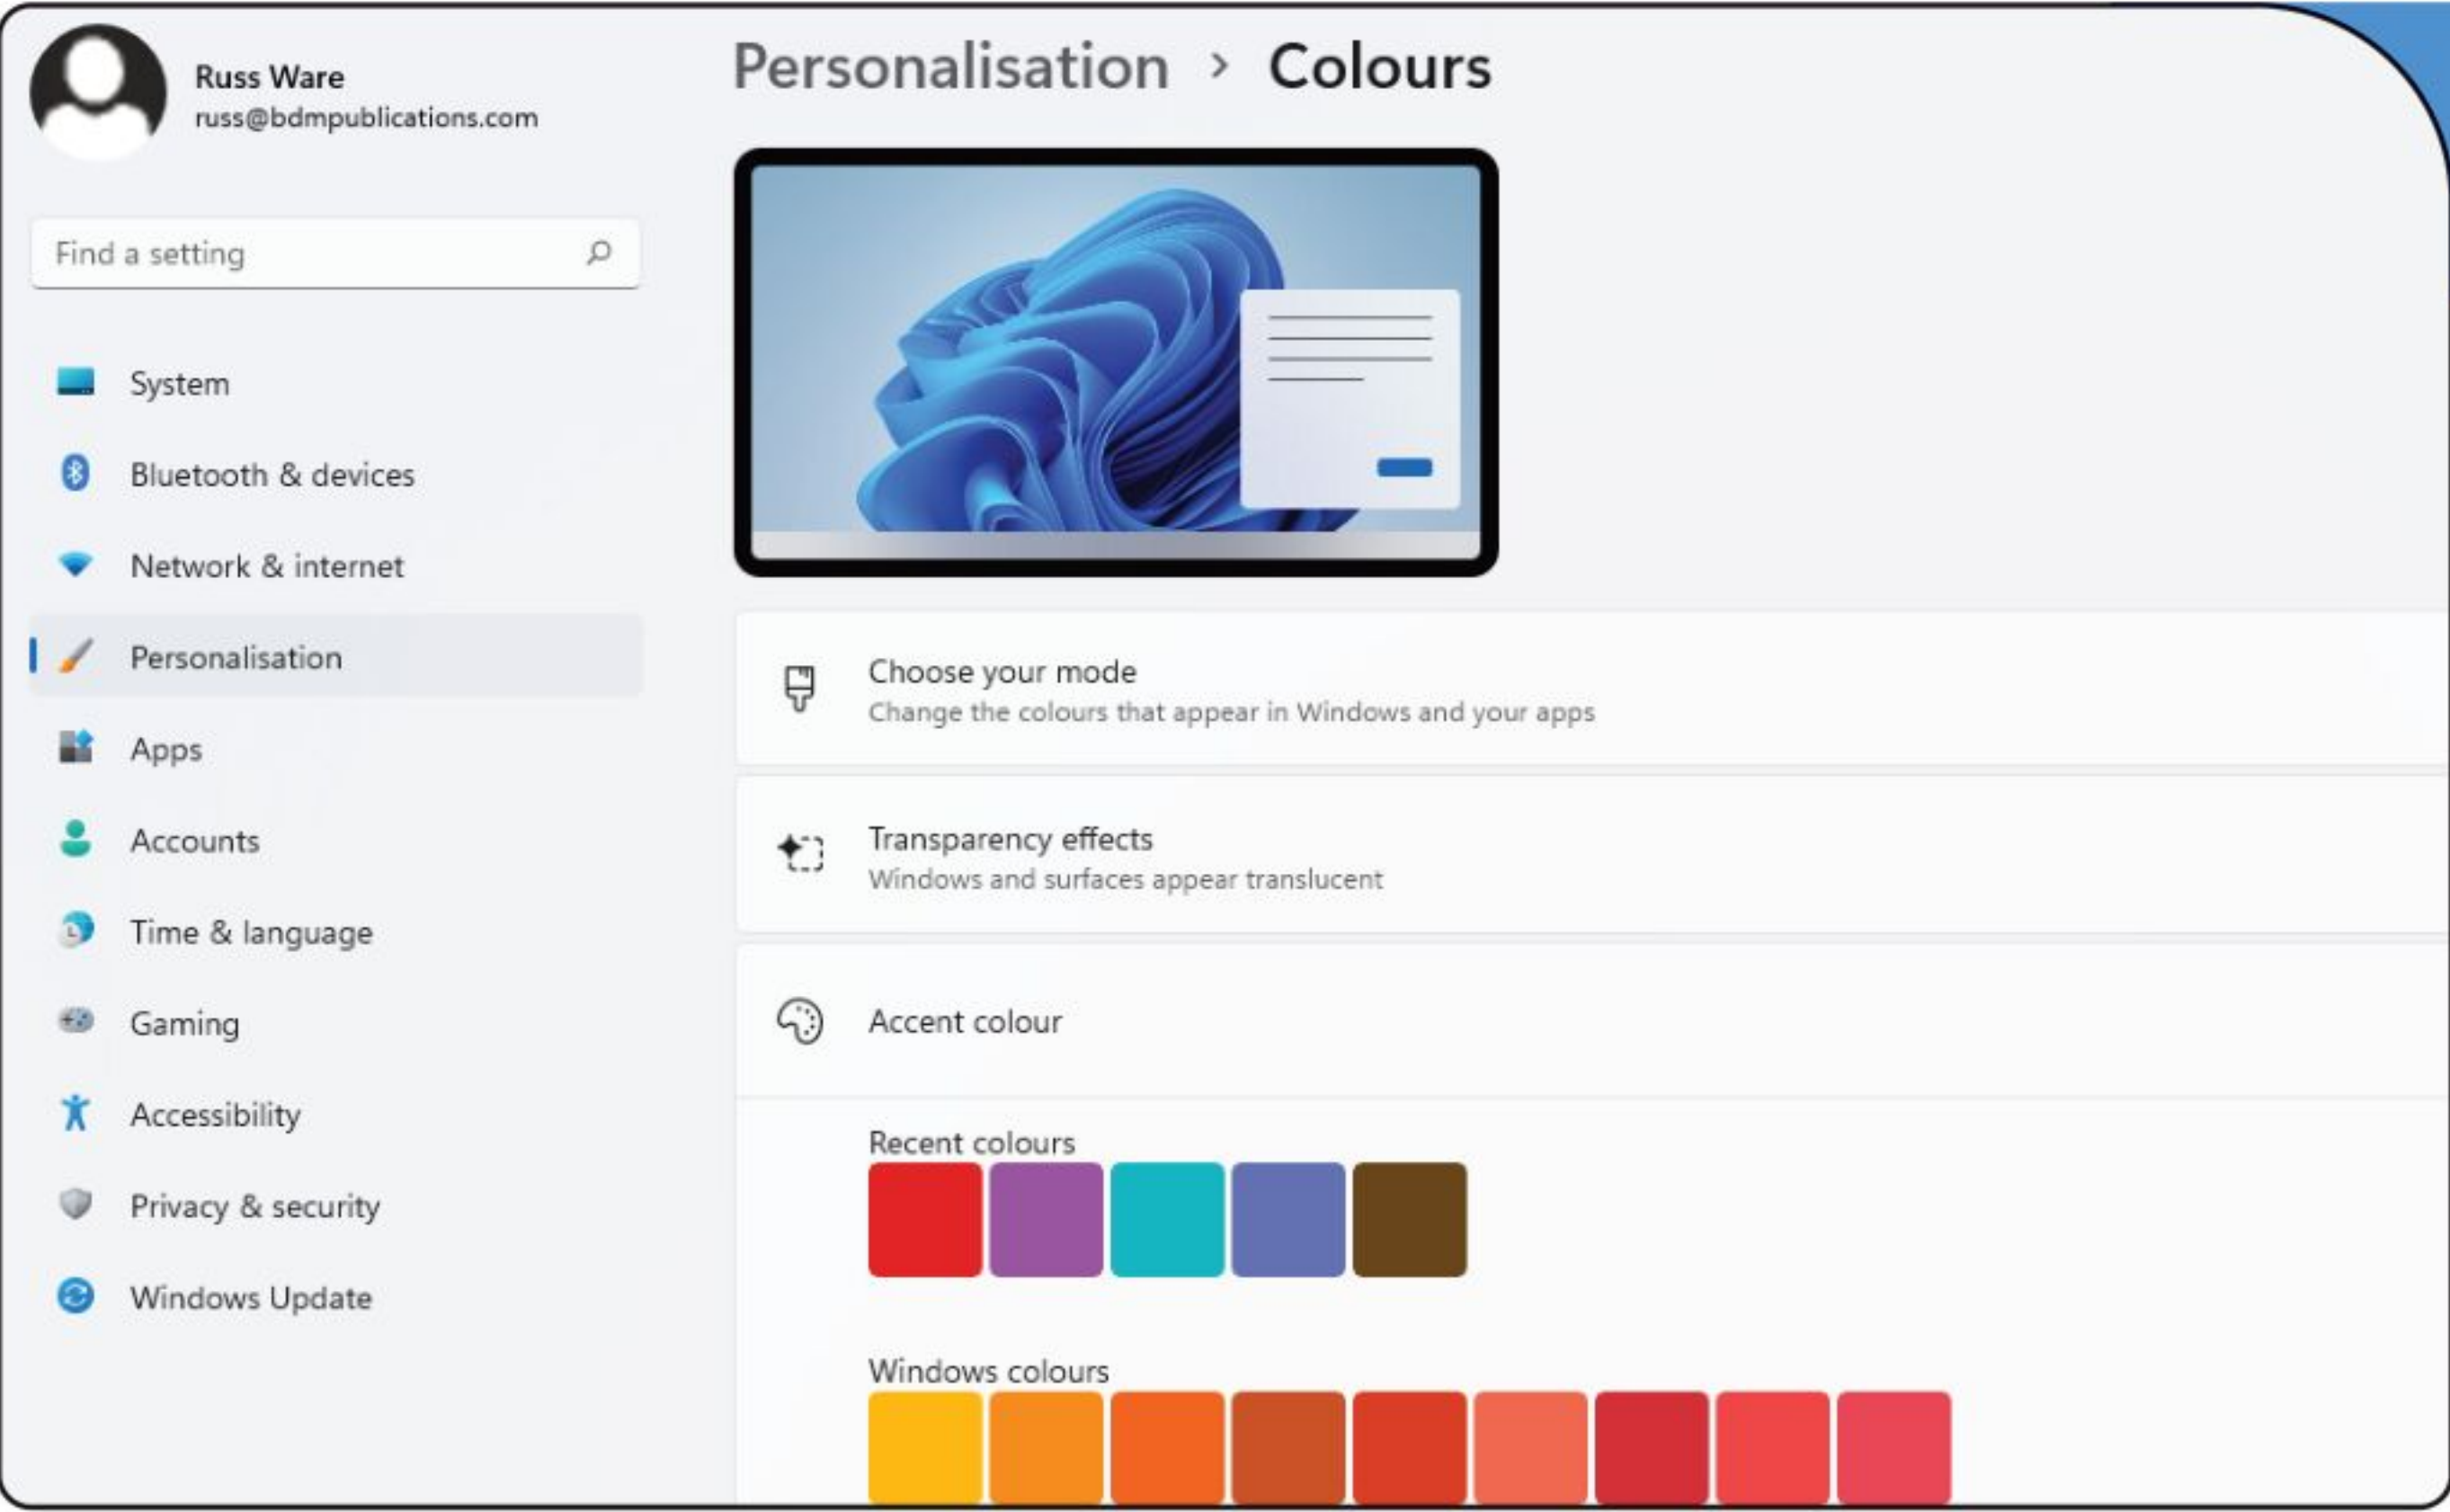 Russ Ware
russ@bdmpublications.com
Find a setting
System
Bluetooth & devices
Network & internet
Personalisation
Apps
Accounts
Time & language
Gaming
Accessibility
Privacy & security
Windows Update
Personalisation > Colours
Choose your mode
Change the colours that appear in Windows and your apps
Transparency effects
Windows and surfaces appear translucent
Accent colour
Recent colours
Windows colours